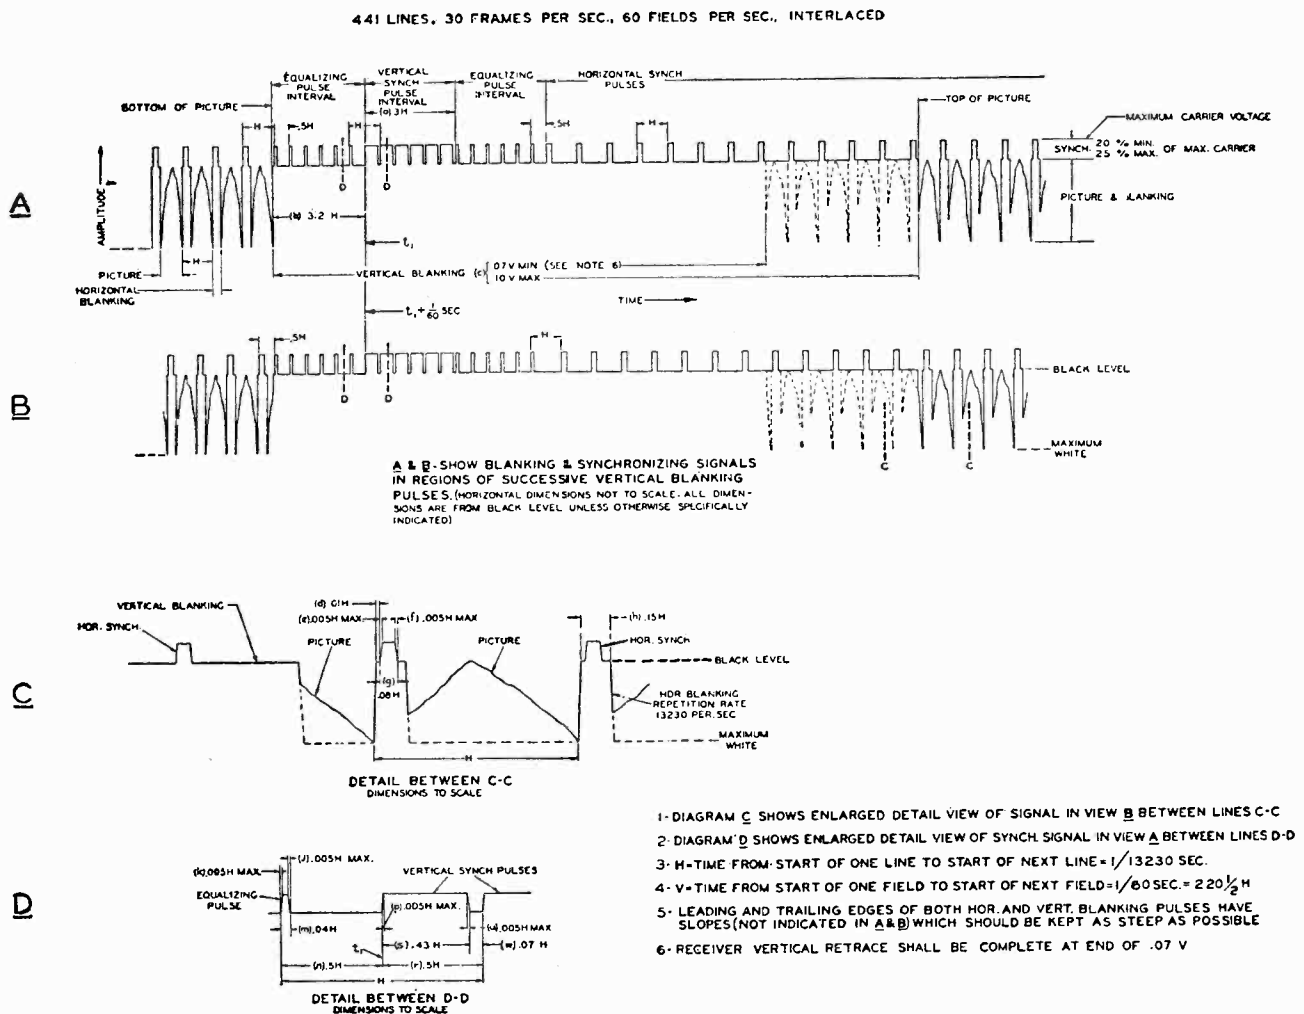 441 LINES, 30 FRAMES PER SEC., 60 FIELDS PER SEC., INTERLACED
EQUALIZING
PULSE
INTERVAL
VERTICAL
SYNCH
PULSE
INTERVAL
(a) 3H
EQUALIZING
PULSE
INTERVAL
HORIZONTAL SYNCH
PULSES
BOTTOM OF PICTURE
TOP OF PICTURE
H
.5H
H
.5H
H
MAXIMUM CARRIER VOLTAGE
SYNCH.
20 % MIN.
25 % MAX.
OF MAX. CARRIER
A
AMPLITUDE
D
D
PICTURE & BLANKING
(b) 3.2 H
t₁
PICTURE
H
HORIZONTAL
BLANKING
VERTICAL BLANKING (c)
.07 V MIN (SEE NOTE 6)
.10 V MAX
TIME
t₁ + 1/60 SEC
.5H
H
B
D
D
BLACK LEVEL
MAXIMUM
WHITE
C
C
A & B-SHOW BLANKING & SYNCHRONIZING SIGNALS
IN REGIONS OF SUCCESSIVE VERTICAL BLANKING
PULSES. (HORIZONTAL DIMENSIONS NOT TO SCALE. ALL DIMEN-
SIONS ARE FROM BLACK LEVEL UNLESS OTHERWISE SPECIFICALLY
INDICATED)
C
VERTICAL BLANKING
HOR. SYNCH.
PICTURE
(d) .01H
(e).005H MAX.
(f).005H MAX
(g)
.08H
PICTURE
(h).15H
HOR. SYNCH
BLACK LEVEL
HOR BLANKING
REPETITION RATE
13230 PER. SEC
MAXIMUM
WHITE
H
DETAIL BETWEEN C-C
DIMENSIONS TO SCALE
D
(J).005H MAX.
(k).005H MAX
EQUALIZING
PULSE
VERTICAL SYNCH PULSES
(p).005H MAX.
(m).04H
(u).005H MAX
t₁
(s).43H
(w).07 H
(n).5H
(r).5H
H
DETAIL BETWEEN D-D
DIMENSIONS TO SCALE
1- DIAGRAM C SHOWS ENLARGED DETAIL VIEW OF SIGNAL IN VIEW B BETWEEN LINES C-C
2- DIAGRAM D SHOWS ENLARGED DETAIL VIEW OF SYNCH. SIGNAL IN VIEW A BETWEEN LINES D-D
3- H=TIME FROM START OF ONE LINE TO START OF NEXT LINE=1/13230 SEC.
4- V=TIME FROM START OF ONE FIELD TO START OF NEXT FIELD=1/60 SEC.=220½ H
5- LEADING AND TRAILING EDGES OF BOTH HOR. AND VERT. BLANKING PULSES HAVE
SLOPES (NOT INDICATED IN A & B) WHICH SHOULD BE KEPT AS STEEP AS POSSIBLE
6- RECEIVER VERTICAL RETRACE SHALL BE COMPLETE AT END OF .07 V